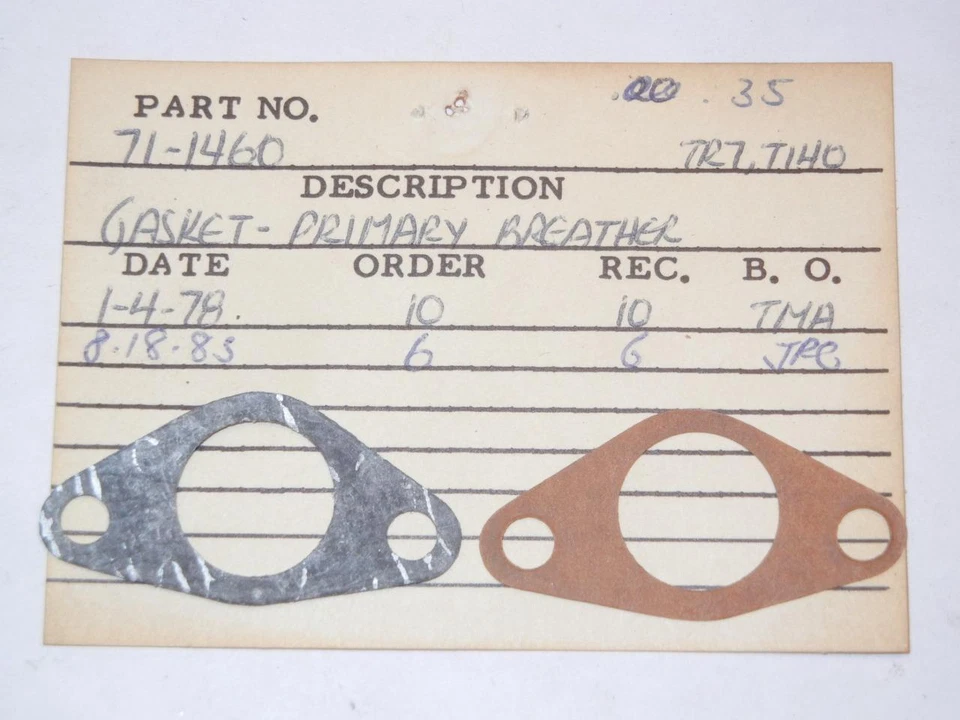 PART NO. .20 .35
71-1460 TR7, T140
DESCRIPTION
GASKET- PRIMARY BREATHER
DATE ORDER REC. B. O.
1-4-78. 10 10 TMA
8.18.83 6 6 JPC